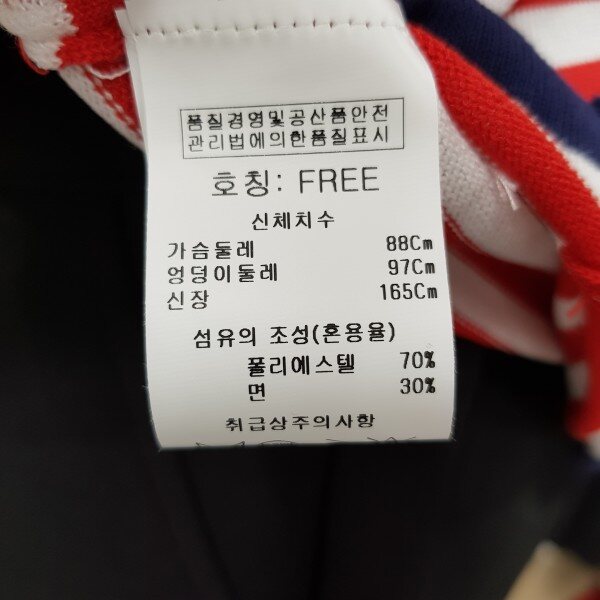 품질경영및공산품안전
관리법에의한품질표시
호칭: FREE
신체치수
가슴둘레 88Cm
엉덩이둘레 97Cm
신장 165Cm
섬유의 조성(혼용율)
폴리에스텔 70%
면 30%
취급상주의사항